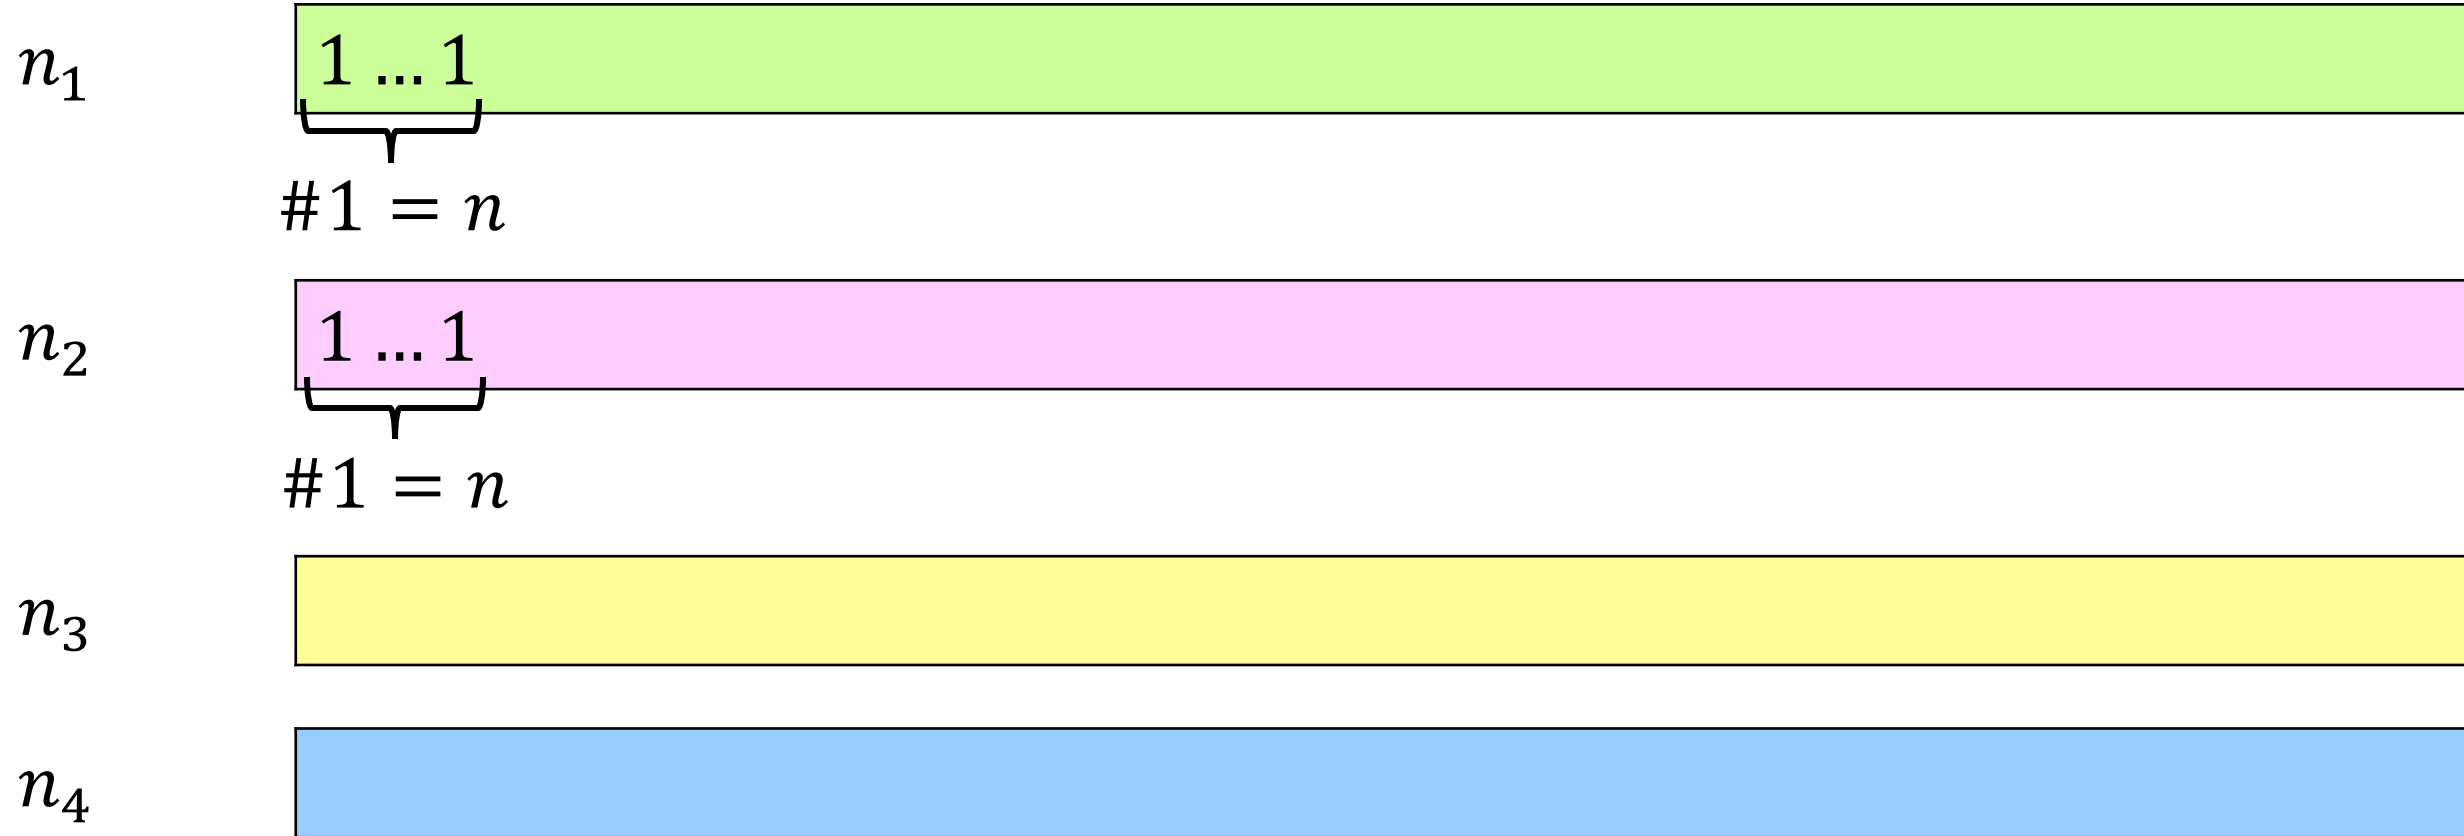 n₁ 1 … 1
#1 = n
n₂ 1 … 1
#1 = n
n₃
n₄